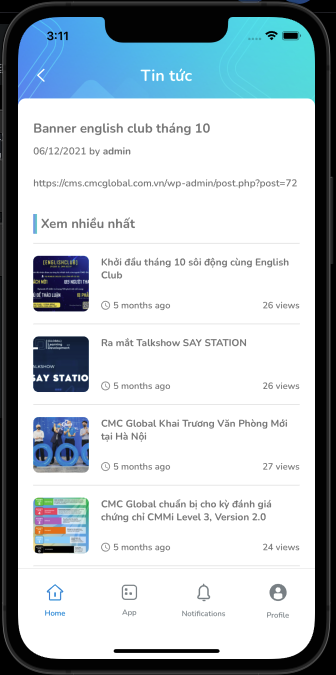 3:11
Tin tức
Banner english club tháng 10
06/12/2021 by admin
https://cms.cmcglobal.com.vn/wp-admin/post.php?post=72
Xem nhiều nhất
[ENGLISHCLUB]
Khởi đầu tháng 10 sôi động cùng English
Club
5 months ago
26 views
SAY STATIO
Ra mắt Talkshow SAY STATION
5 months ago
26 views
CMC Global Khai Trương Văn Phòng Mới
tại Hà Nội
5 months ago
27 views
CMC Global chuẩn bị cho kỳ đánh giá
chứng chỉ CMMi Level 3, Version 2.0
5 months ago
24 views
Home
App
Notifications
Profile